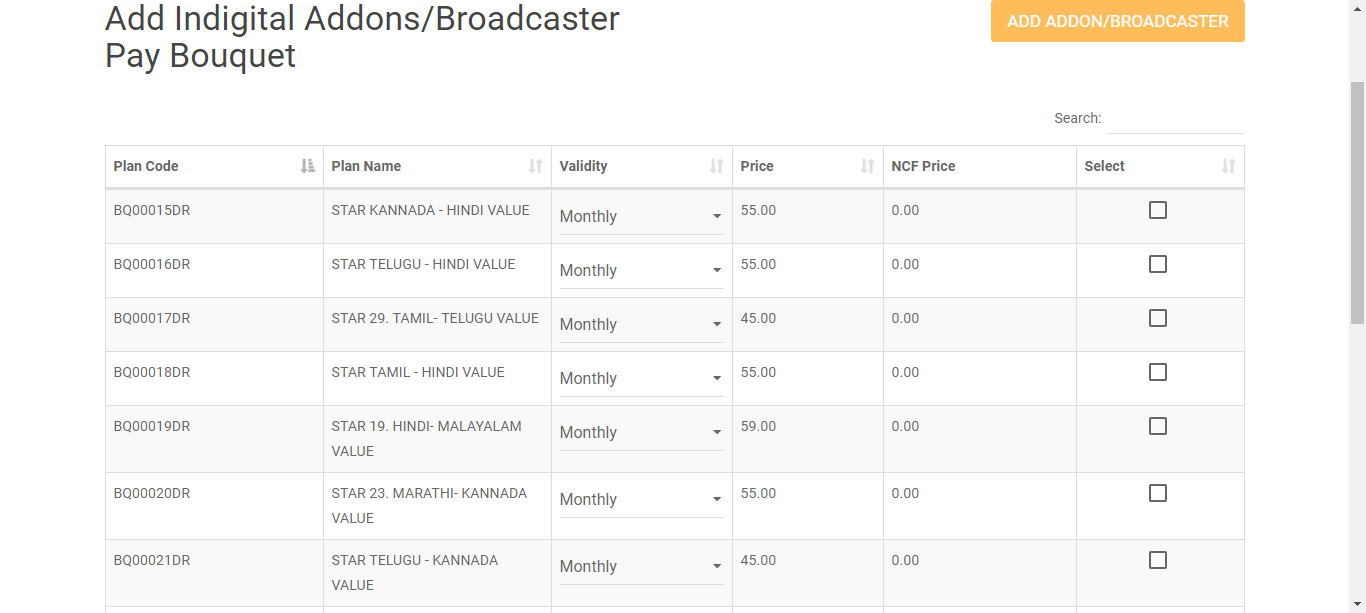 Add Indigital Addons/Broadcaster
Pay Bouquet
ADD ADDON/BROADCASTER
Search:
Plan Code Plan Name Validity Price NCF Price Select
BQ00015DR STAR KANNADA - HINDI VALUE Monthly 55.00 0.00
BQ00016DR STAR TELUGU - HINDI VALUE Monthly 55.00 0.00
BQ00017DR STAR 29. TAMIL- TELUGU VALUE Monthly 45.00 0.00
BQ00018DR STAR TAMIL - HINDI VALUE Monthly 55.00 0.00
BQ00019DR STAR 19. HINDI- MALAYALAM Monthly 59.00 0.00
VALUE
BQ00020DR STAR 23. MARATHI- KANNADA Monthly 55.00 0.00
VALUE
BQ00021DR STAR TELUGU - KANNADA Monthly 45.00 0.00
VALUE